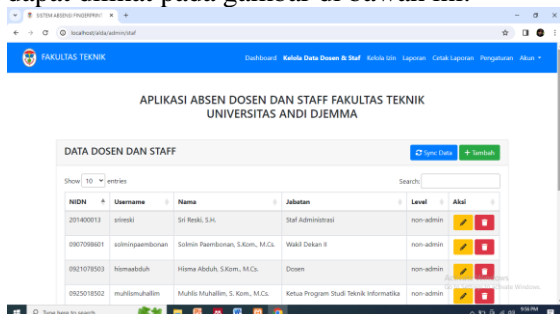 dapat dilihat pada gambar di bawah ini.
SISTEM ABSENSI FINGERPRINT
localhost/alda/admin/staf
FAKULTAS TEKNIK
Dashboard Kelola Data Dosen & Staf Kelola Izin Laporan Cetak Laporan Pengaturan Akun
APLIKASI ABSEN DOSEN DAN STAFF FAKULTAS TEKNIK
UNIVERSITAS ANDI DJEMMA
DATA DOSEN DAN STAFF
Sync Data + Tambah
Show 10 entries Search:
NIDN Username Nama Jabatan Level Aksi
201400013 srireski Sri Reski, S.H. Staf Administrasi non-admin
0907098601 solminpaembonan Solmin Paembonan, S.Kom., M.Cs. Wakil Dekan II non-admin
0921078503 hismaabduh Hisma Abduh, S.Kom., M.Cs. Dosen non-admin
0925018502 muhlismuhallim Muhlis Muhallim, S. Kom., M.Cs. Ketua Program Studi Teknik Informatika non-admin
Type here to search
9:56 PM